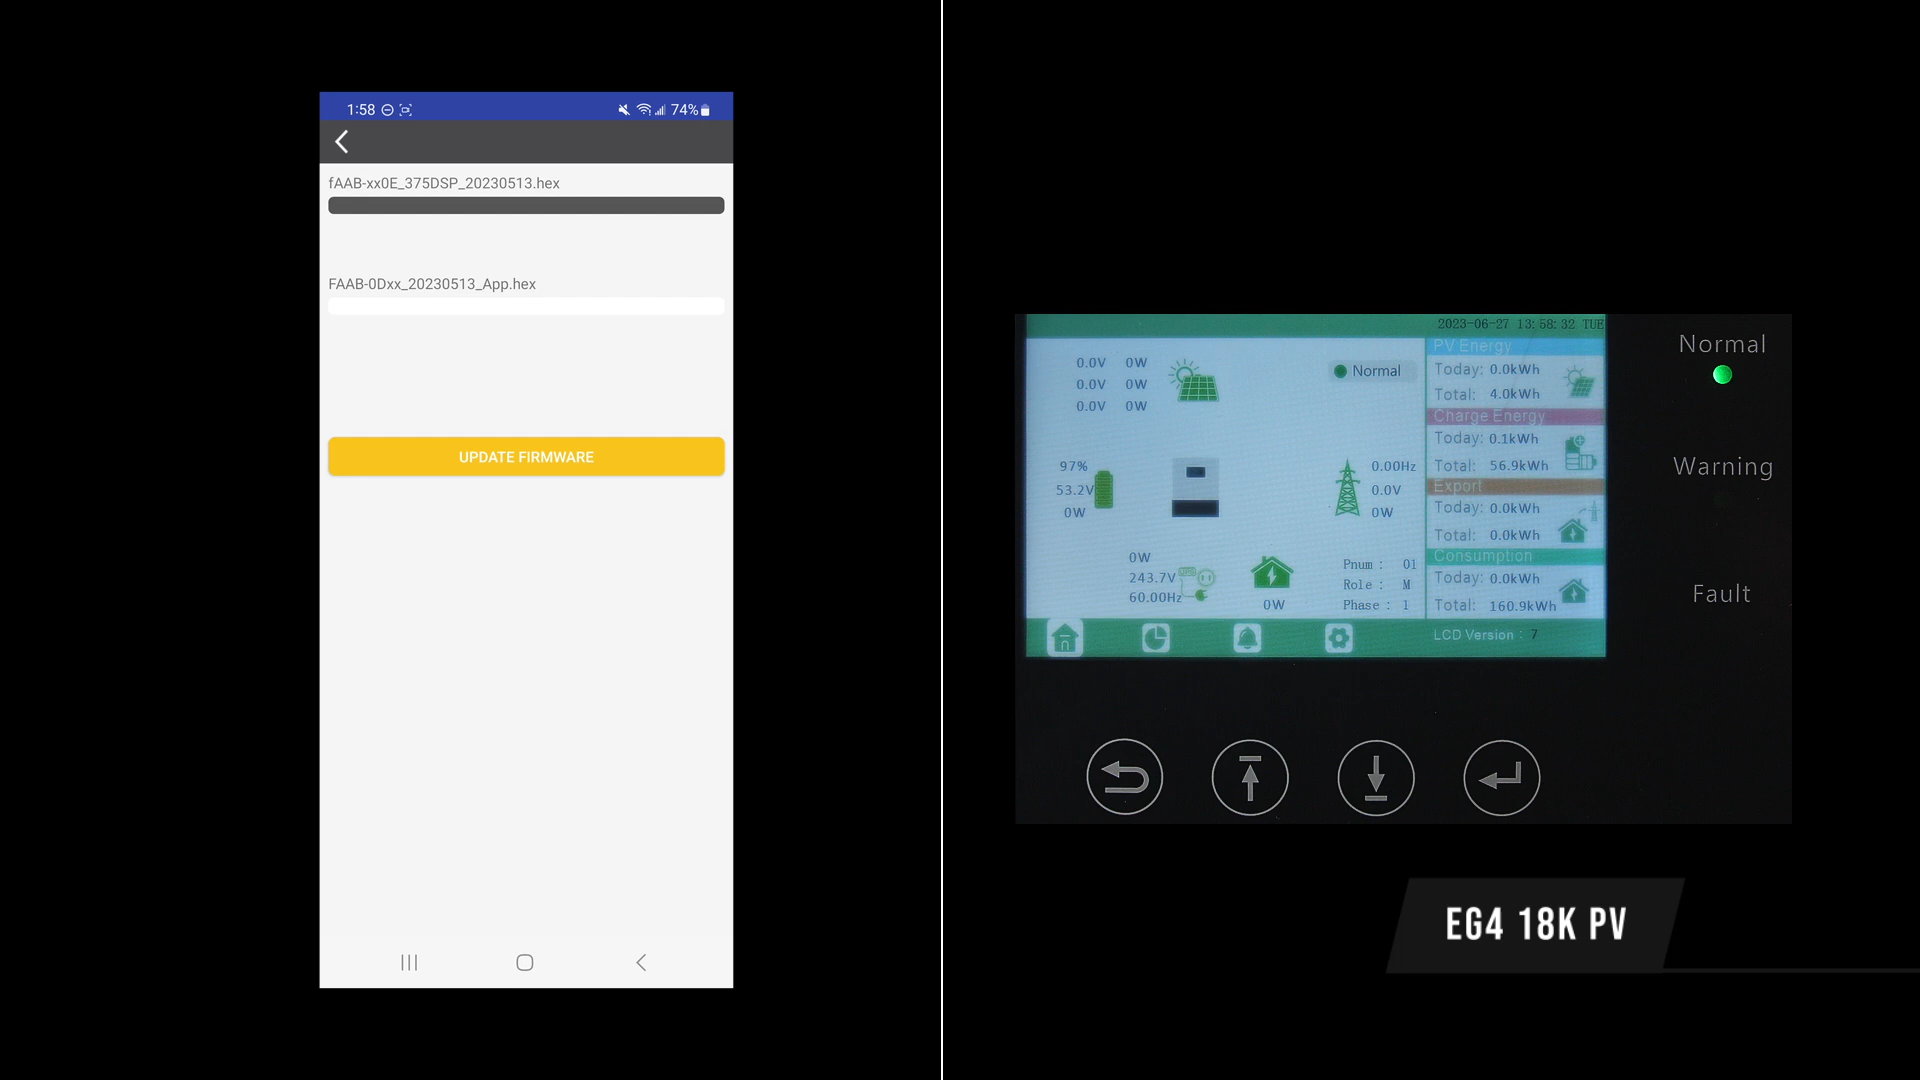 1:58
74%
fAAB-xx0E_375DSP_20230513.hex
FAAB-0Dxx_20230513_App.hex
UPDATE FIRMWARE
2023-06-27 13:58:32 TUE
0.0V 0W
0.0V 0W
0.0V 0W
Normal
97%
53.2V
0W
0.00Hz
0.0V
0W
0W
243.7V
60.00Hz
UPS
0W
Pnum : 01
Role : M
Phase : 1
PV Energy
Today: 0.0kWh
Total: 4.0kWh
Charge Energy
Today: 0.1kWh
Total: 56.9kWh
Export
Today: 0.0kWh
Total: 0.0kWh
Consumption
Today: 0.0kWh
Total: 160.9kWh
LCD Version : 7
Normal
Warning
Fault
EG4 18K PV